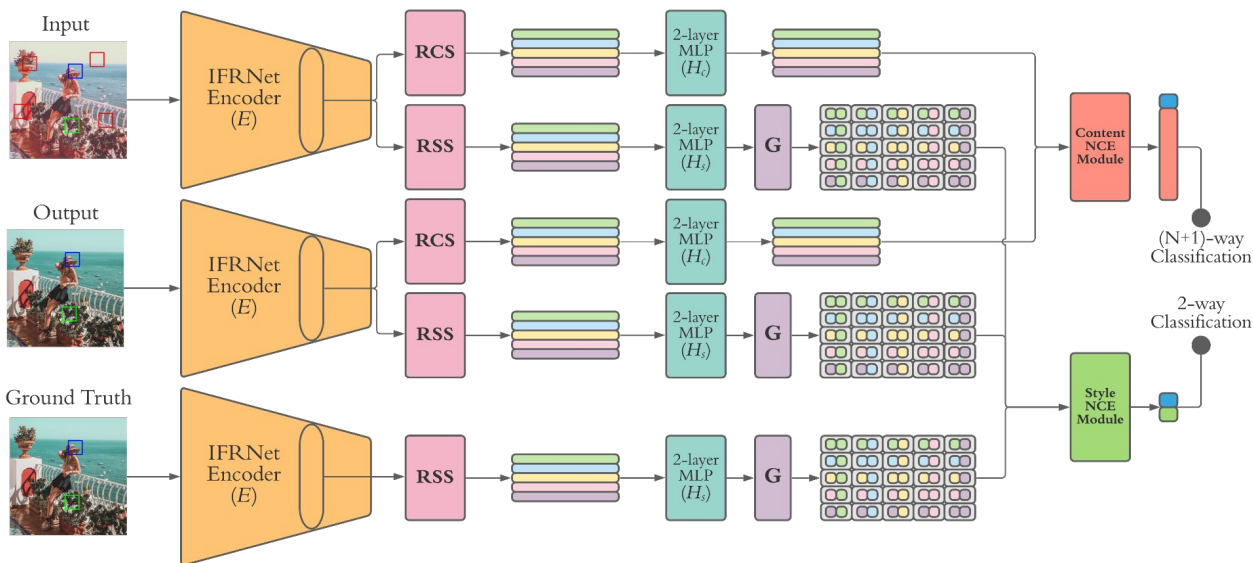 Input
IFRNet
Encoder
(E)
RCS
2-layer
MLP
(Hc)
RSS
2-layer
MLP
(Hs)
G
Content
NCE
Module
(N+1)-way
Classification
Output
IFRNet
Encoder
(E)
RCS
2-layer
MLP
(Hc)
RSS
2-layer
MLP
(Hs)
G
2-way
Classification
Style
NCE
Module
Ground Truth
IFRNet
Encoder
(E)
RSS
2-layer
MLP
(Hs)
G